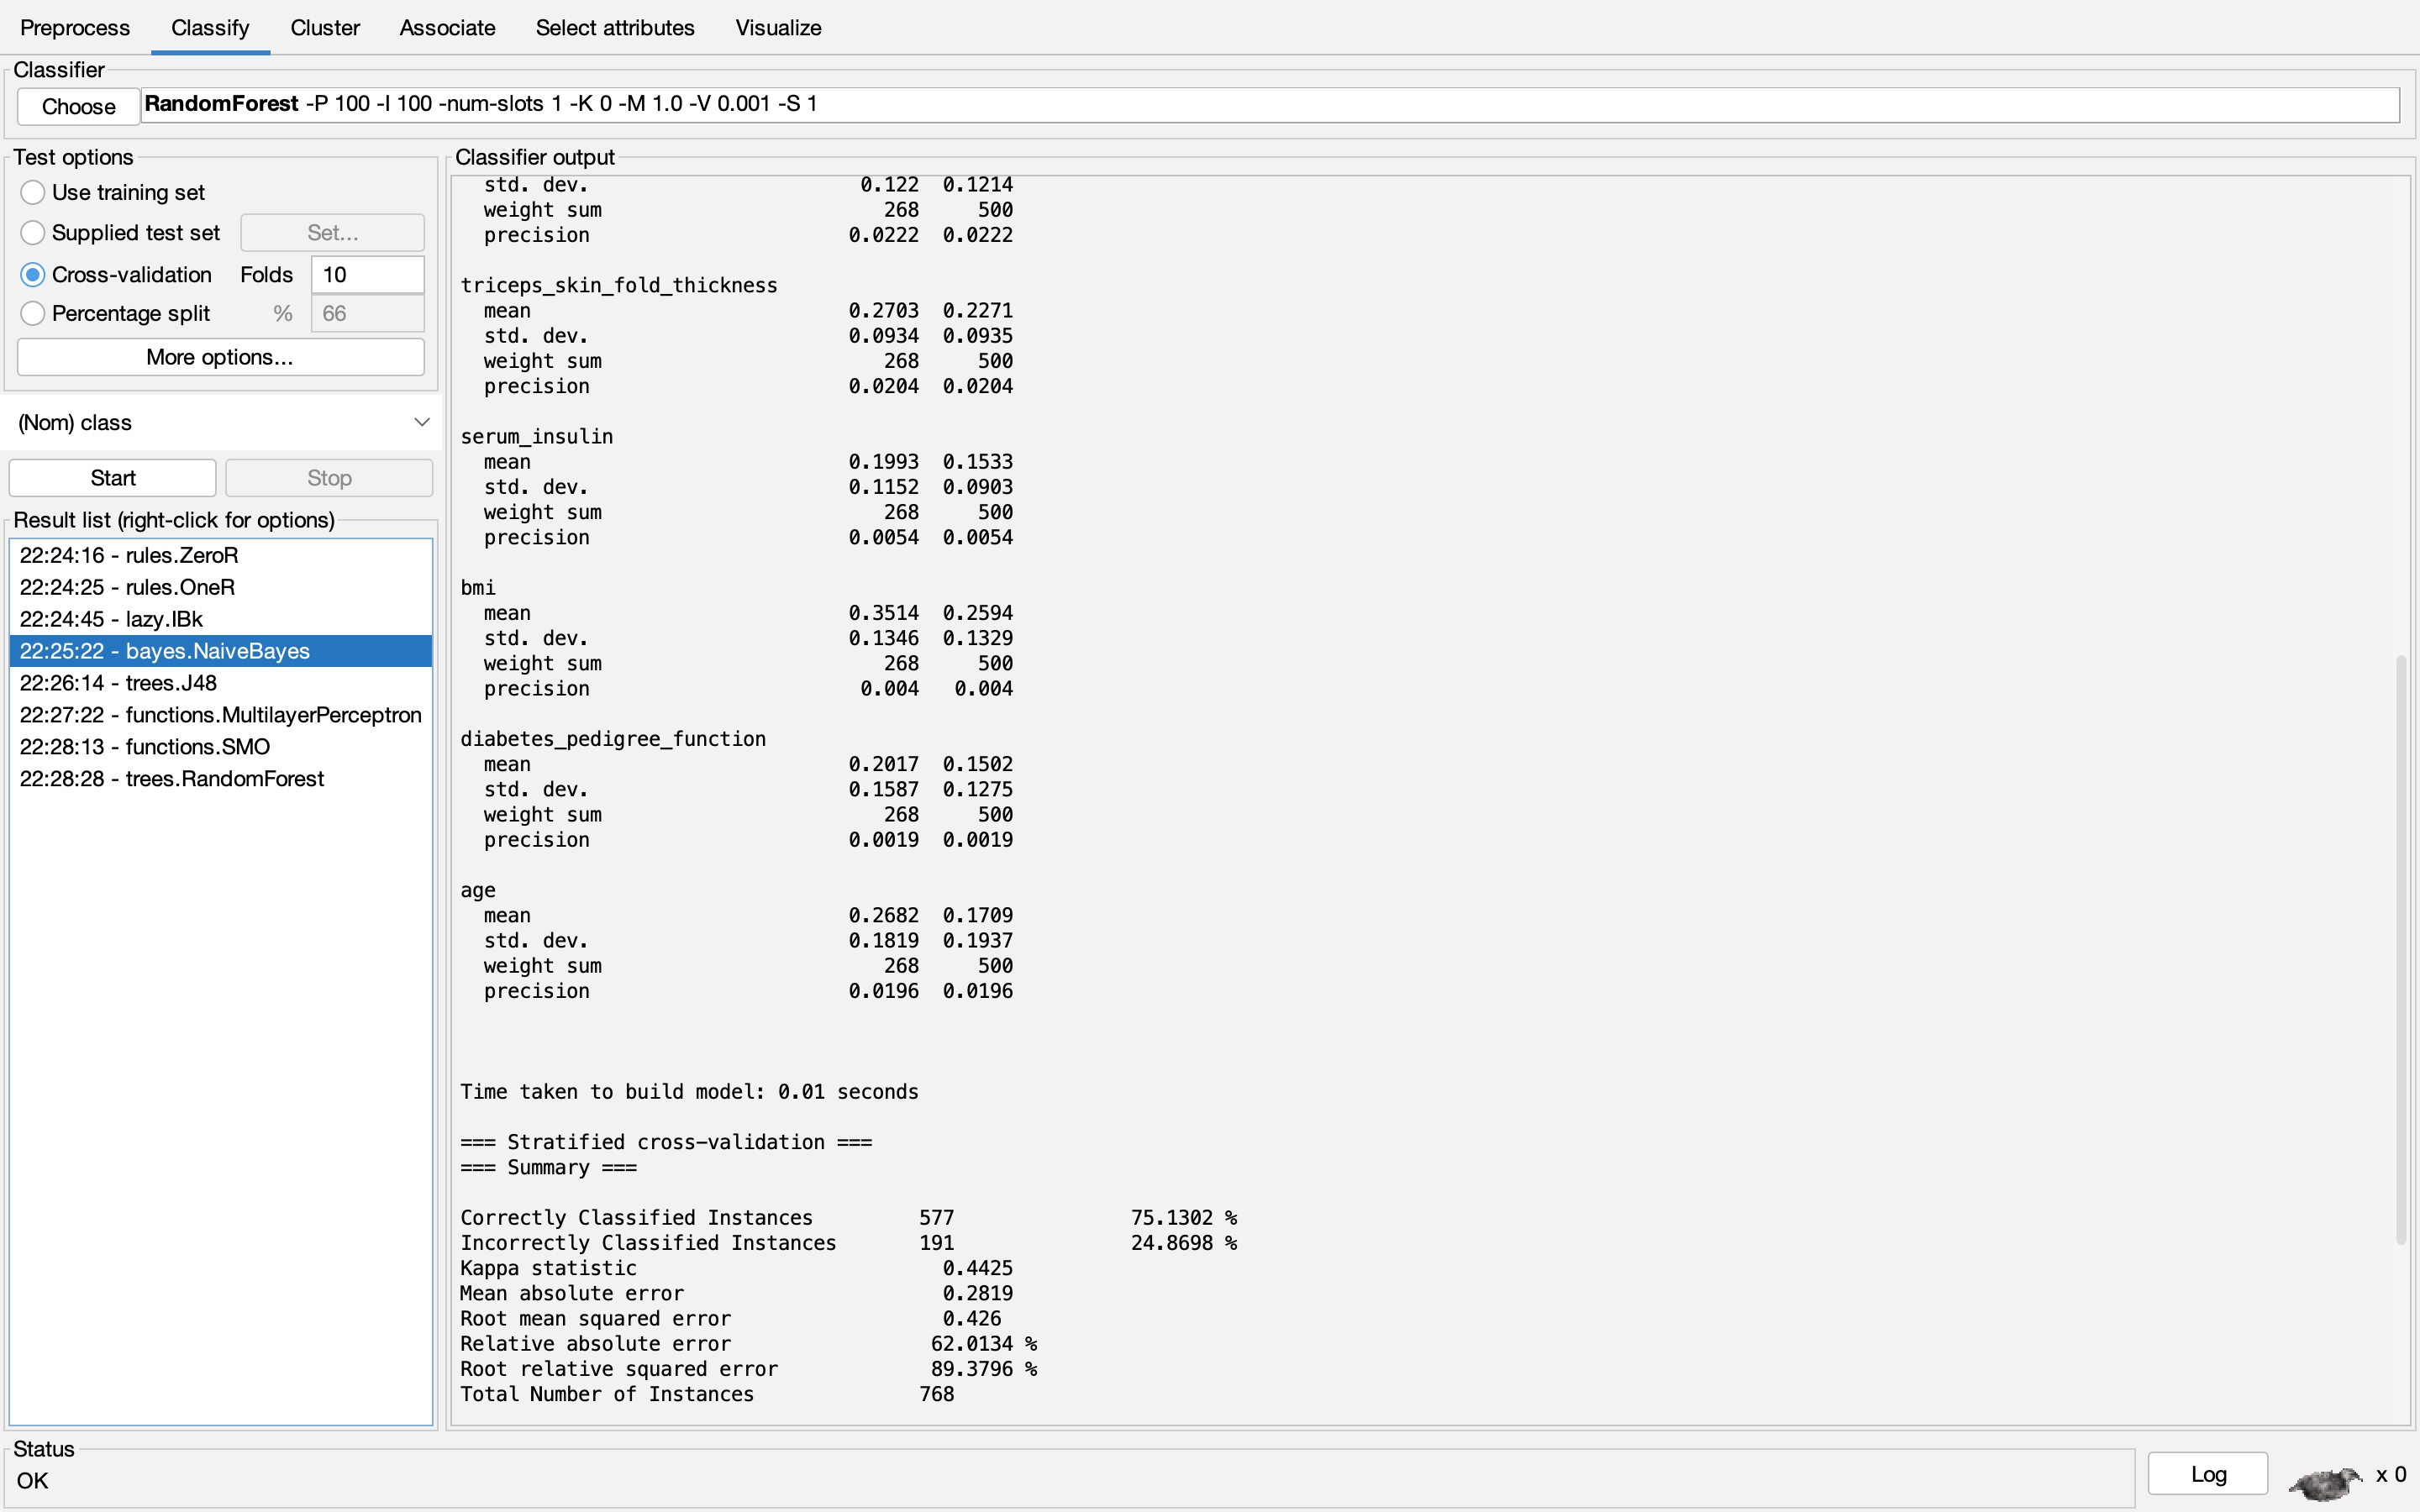 Preprocess Classify Cluster Associate Select attributes Visualize
Classifier
Choose RandomForest -P 100 -I 100 -num-slots 1 -K 0 -M 1.0 -V 0.001 -S 1
Test options
Use training set
Supplied test set Set...
Cross-validation Folds 10
Percentage split % 66
More options...
(Nom) class
Start Stop
Result list (right-click for options)
22:24:16 - rules.ZeroR
22:24:25 - rules.OneR
22:24:45 - lazy.IBk
22:25:22 - bayes.NaiveBayes
22:26:14 - trees.J48
22:27:22 - functions.MultilayerPerceptron
22:28:13 - functions.SMO
22:28:28 - trees.RandomForest
Classifier output
std. dev. 0.122 0.1214
weight sum 268 500
precision 0.0222 0.0222
triceps_skin_fold_thickness
mean 0.2703 0.2271
std. dev. 0.0934 0.0935
weight sum 268 500
precision 0.0204 0.0204
serum_insulin
mean 0.1993 0.1533
std. dev. 0.1152 0.0903
weight sum 268 500
precision 0.0054 0.0054
bmi
mean 0.3514 0.2594
std. dev. 0.1346 0.1329
weight sum 268 500
precision 0.004 0.004
diabetes_pedigree_function
mean 0.2017 0.1502
std. dev. 0.1587 0.1275
weight sum 268 500
precision 0.0019 0.0019
age
mean 0.2682 0.1709
std. dev. 0.1819 0.1937
weight sum 268 500
precision 0.0196 0.0196
Time taken to build model: 0.01 seconds
=== Stratified cross-validation ===
=== Summary ===
Correctly Classified Instances 577 75.1302 %
Incorrectly Classified Instances 191 24.8698 %
Kappa statistic 0.4425
Mean absolute error 0.2819
Root mean squared error 0.426
Relative absolute error 62.0134 %
Root relative squared error 89.3796 %
Total Number of Instances 768
Status
OK
Log x 0